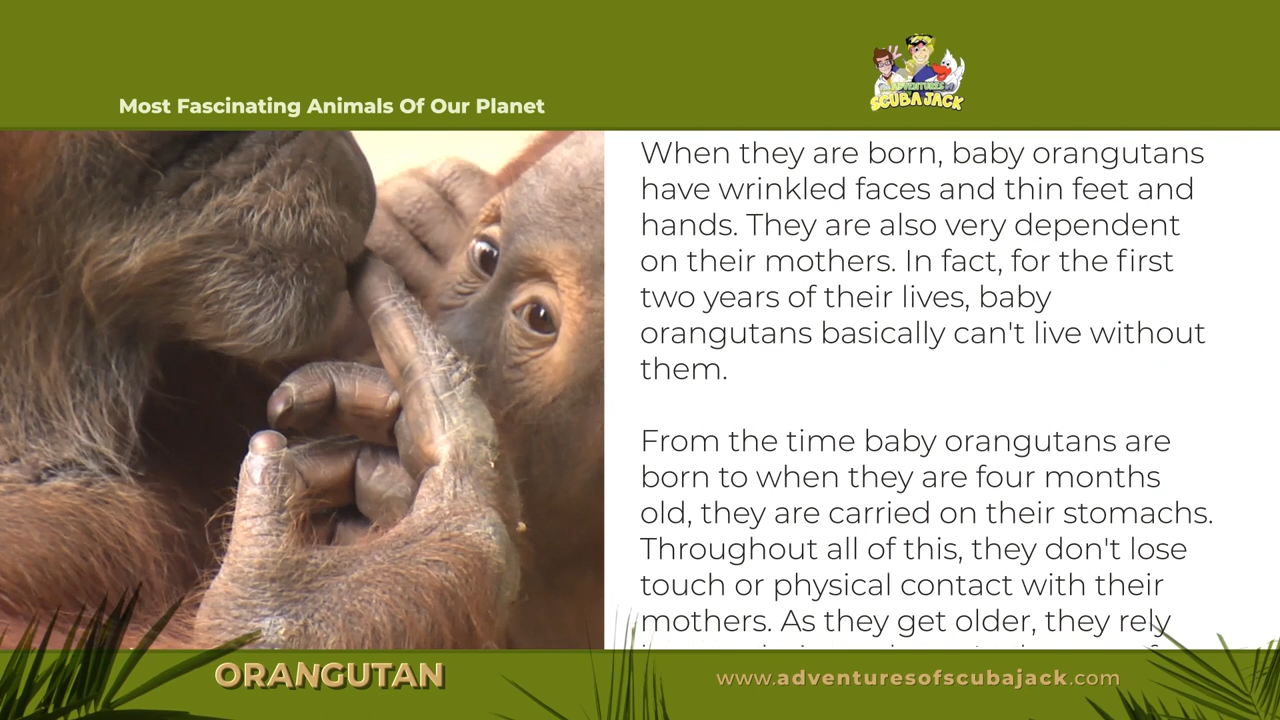 Most Fascinating Animals Of Our Planet
ADVENTURES OF
SCUBA JACK
When they are born, baby orangutans
have wrinkled faces and thin feet and
hands. They are also very dependent
on their mothers. In fact, for the first
two years of their lives, baby
orangutans basically can't live without
them.
From the time baby orangutans are
born to when they are four months
old, they are carried on their stomachs.
Throughout all of this, they don't lose
touch or physical contact with their
mothers. As they get older, they rely
ORANGUTAN
www.adventuresofscubajack.com